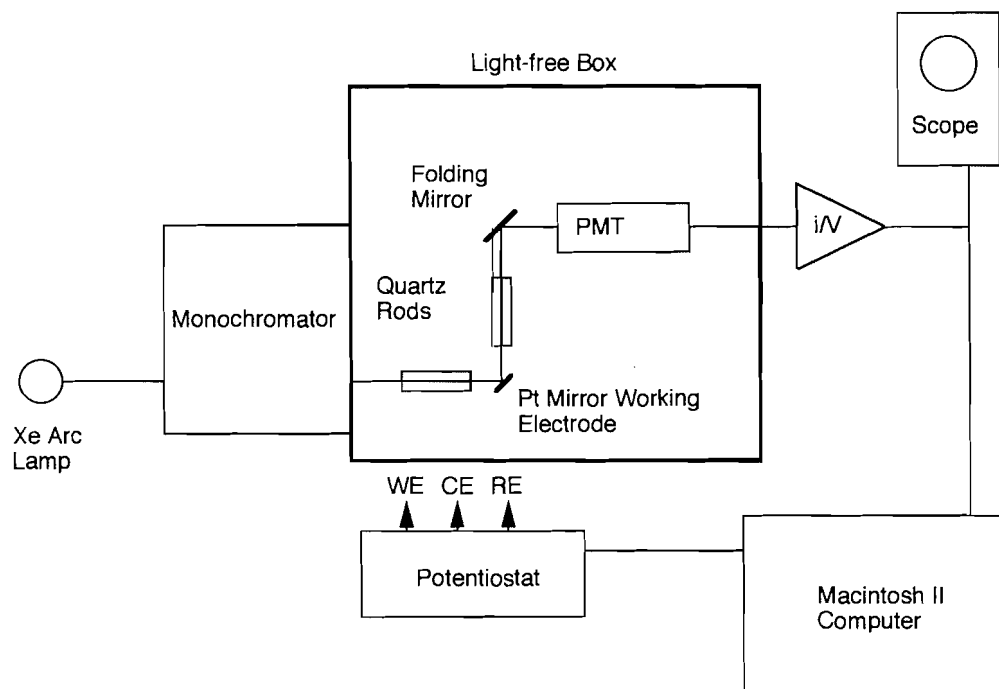 Light-free Box
Scope
Folding
Mirror
PMT
i/V
Quartz
Rods
Monochromator
Pt Mirror Working
Electrode
Xe Arc
Lamp
WE CE RE
Potentiostat
Macintosh II
Computer